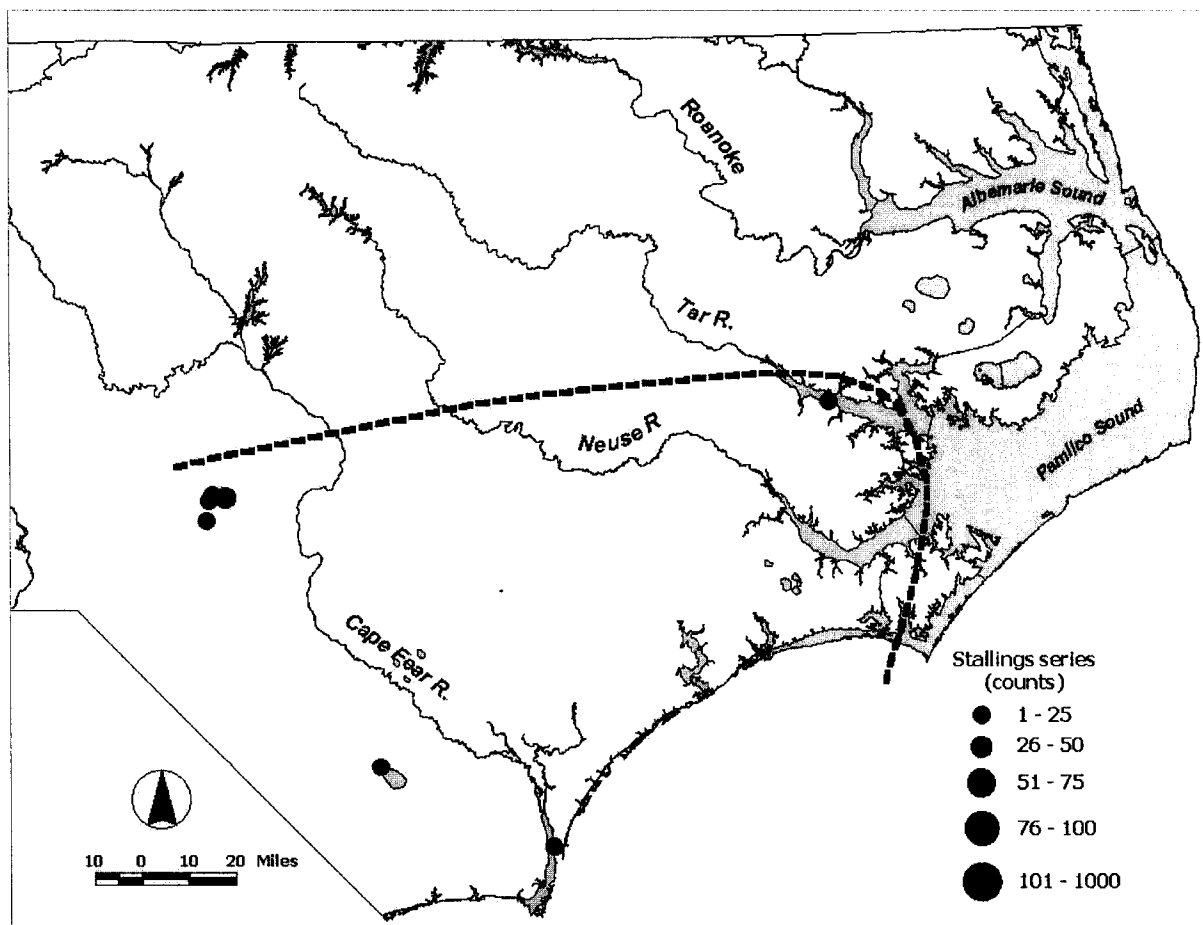 Roanoke
Albemarle Sound
Tar R.
Neuse R
Pamlico Sound
Cape Fear R.
Stallings series
(counts)
1 - 25
26 - 50
51 - 75
76 - 100
101 - 1000
10 0 10 20 Miles